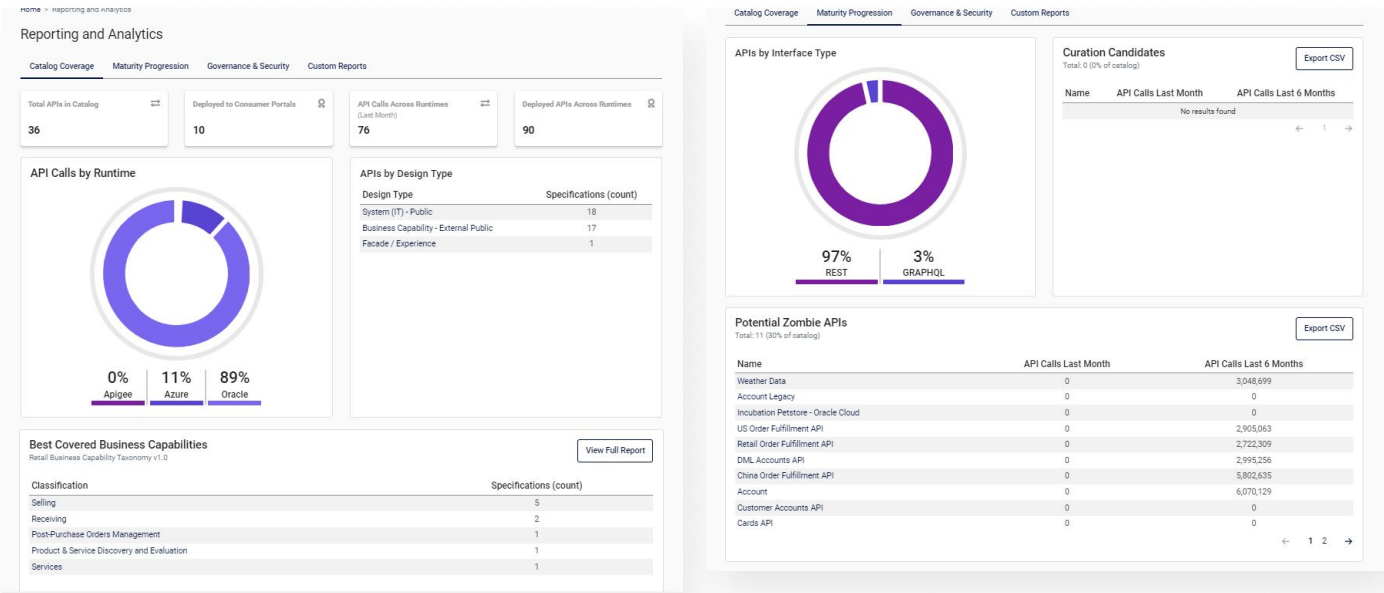 Home > Reporting and Analytics
Reporting and Analytics
Catalog Coverage Maturity Progression Governance & Security Custom Reports
Total APIs in Catalog
36
Deployed to Consumer Portals
10
API Calls Across Runtimes
(Last Month)
76
Deployed APIs Across Runtimes
90
API Calls by Runtime
0% 11% 89%
Apigee Azure Oracle
APIs by Design Type
Design Type Specifications (count)
System (IT) - Public 18
Business Capability - External Public 17
Facade / Experience 1
Best Covered Business Capabilities
Retail Business Capability Taxonomy v1.0
View Full Report
Classification Specifications (count)
Selling 5
Receiving 2
Post-Purchase Orders Management 1
Product & Service Discovery and Evaluation 1
Services 1
Catalog Coverage Maturity Progression Governance & Security Custom Reports
APIs by Interface Type
97% 3%
REST GRAPHQL
Curation Candidates
Total: 0 (0% of catalog)
Export CSV
Name API Calls Last Month API Calls Last 6 Months
No results found
← 1 →
Potential Zombie APIs
Total: 11 (30% of catalog)
Export CSV
Name API Calls Last Month API Calls Last 6 Months
Weather Data 0 3,048,699
Account Legacy 0 0
Incubation Petstore - Oracle Cloud 0 0
US Order Fulfillment API 0 2,905,063
Retail Order Fulfillment API 0 2,722,309
DML Accounts API 0 2,995,256
China Order Fulfillment API 0 5,802,635
Account 0 6,070,129
Customer Accounts API 0 0
Cards API 0 0
← 1 2 →